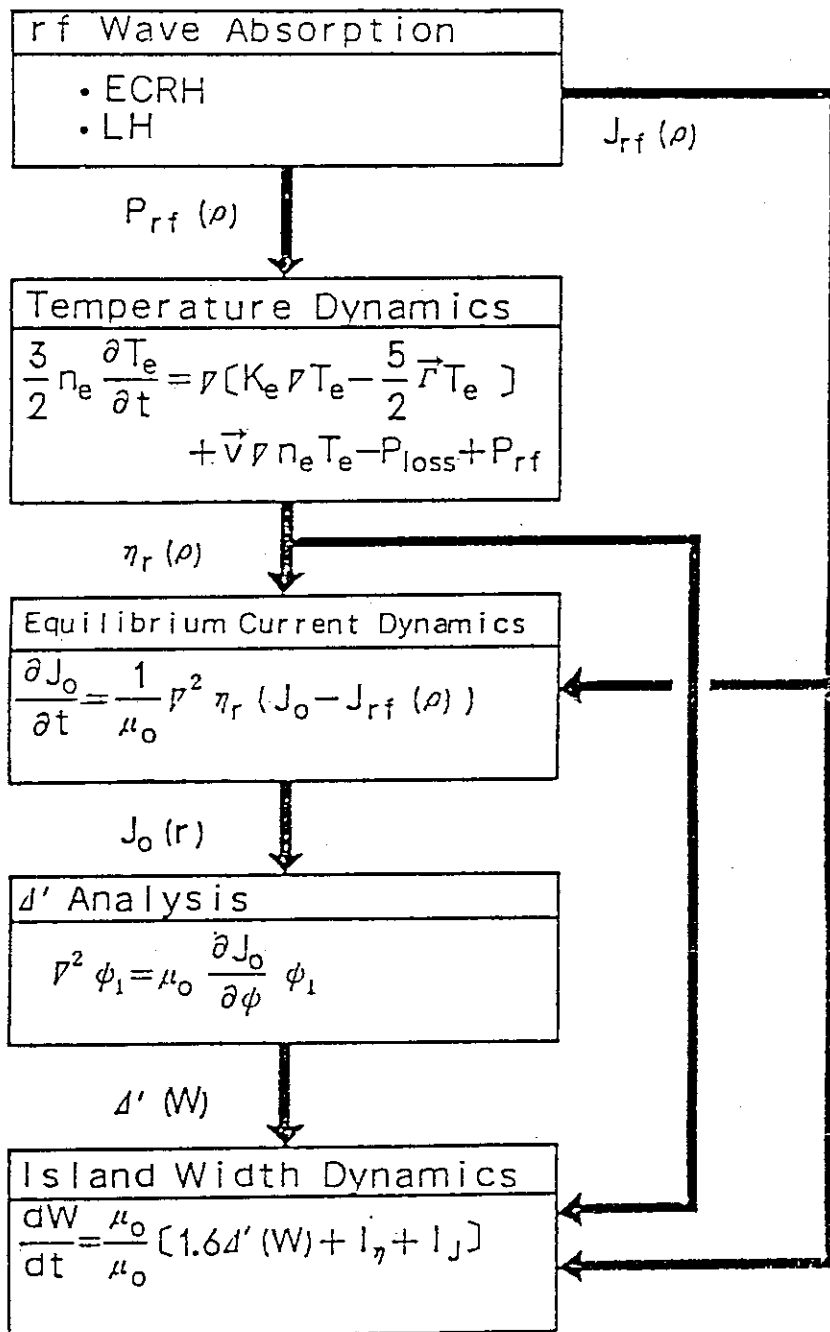 rf Wave Absorption
• ECRH
• LH
J_rf (ρ)
P_rf (ρ)
Temperature Dynamics
3/2 n_e ∂T_e/∂t = ∇[K_e ∇T_e − 5/2 Γ⃗ T_e ]
+ v⃗ ∇ n_e T_e − P_loss + P_rf
η_r (ρ)
Equilibrium Current Dynamics
∂J_o/∂t = 1/μ_o ∇² η_r (J_o − J_rf (ρ))
J_o (r)
Δ' Analysis
∇² ϕ_1 = μ_o ∂J_o/∂ϕ ϕ_1
Δ' (W)
Island Width Dynamics
dW/dt = μ_o/μ_o [1.6Δ' (W) + I_η + I_J]